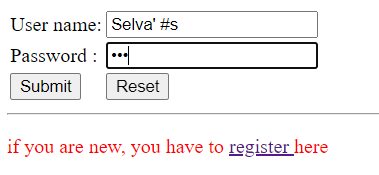 User name: Selva' #s
Password : •••
Submit Reset
if you are new, you have to register here